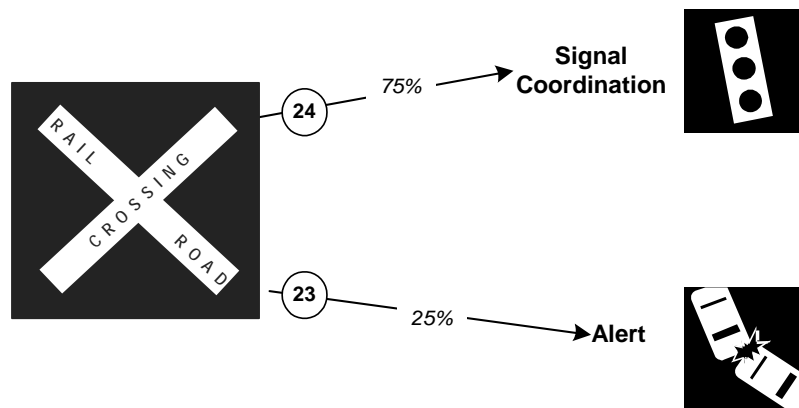 RAIL
CROSSING
ROAD
24
75%
Signal
Coordination
23
25%
Alert